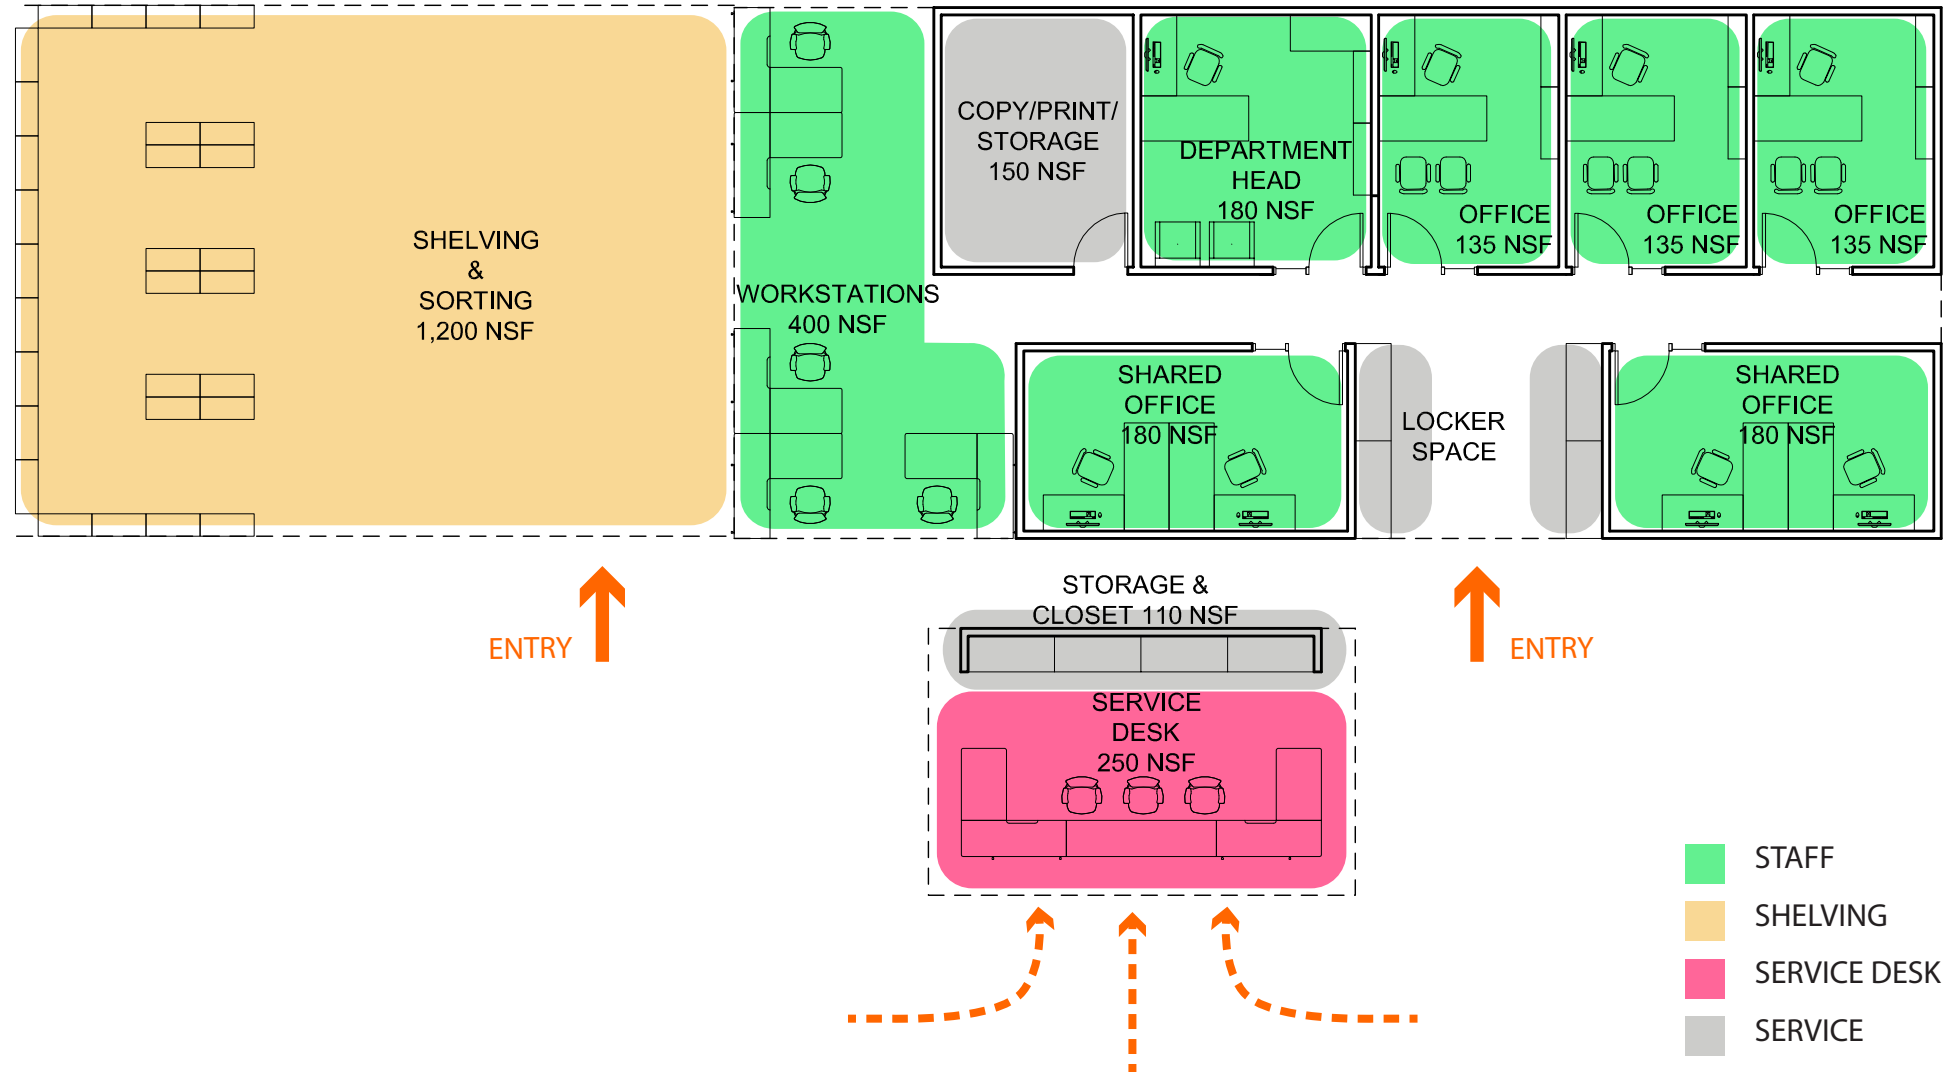 SHELVING
&
SORTING
1,200 NSF
WORKSTATIONS
400 NSF
COPY/PRINT/
STORAGE
150 NSF
DEPARTMENT
HEAD
180 NSF
OFFICE
135 NSF
OFFICE
135 NSF
OFFICE
135 NSF
SHARED
OFFICE
180 NSF
LOCKER
SPACE
SHARED
OFFICE
180 NSF
ENTRY
STORAGE &
CLOSET 110 NSF
ENTRY
SERVICE
DESK
250 NSF
STAFF
SHELVING
SERVICE DESK
SERVICE